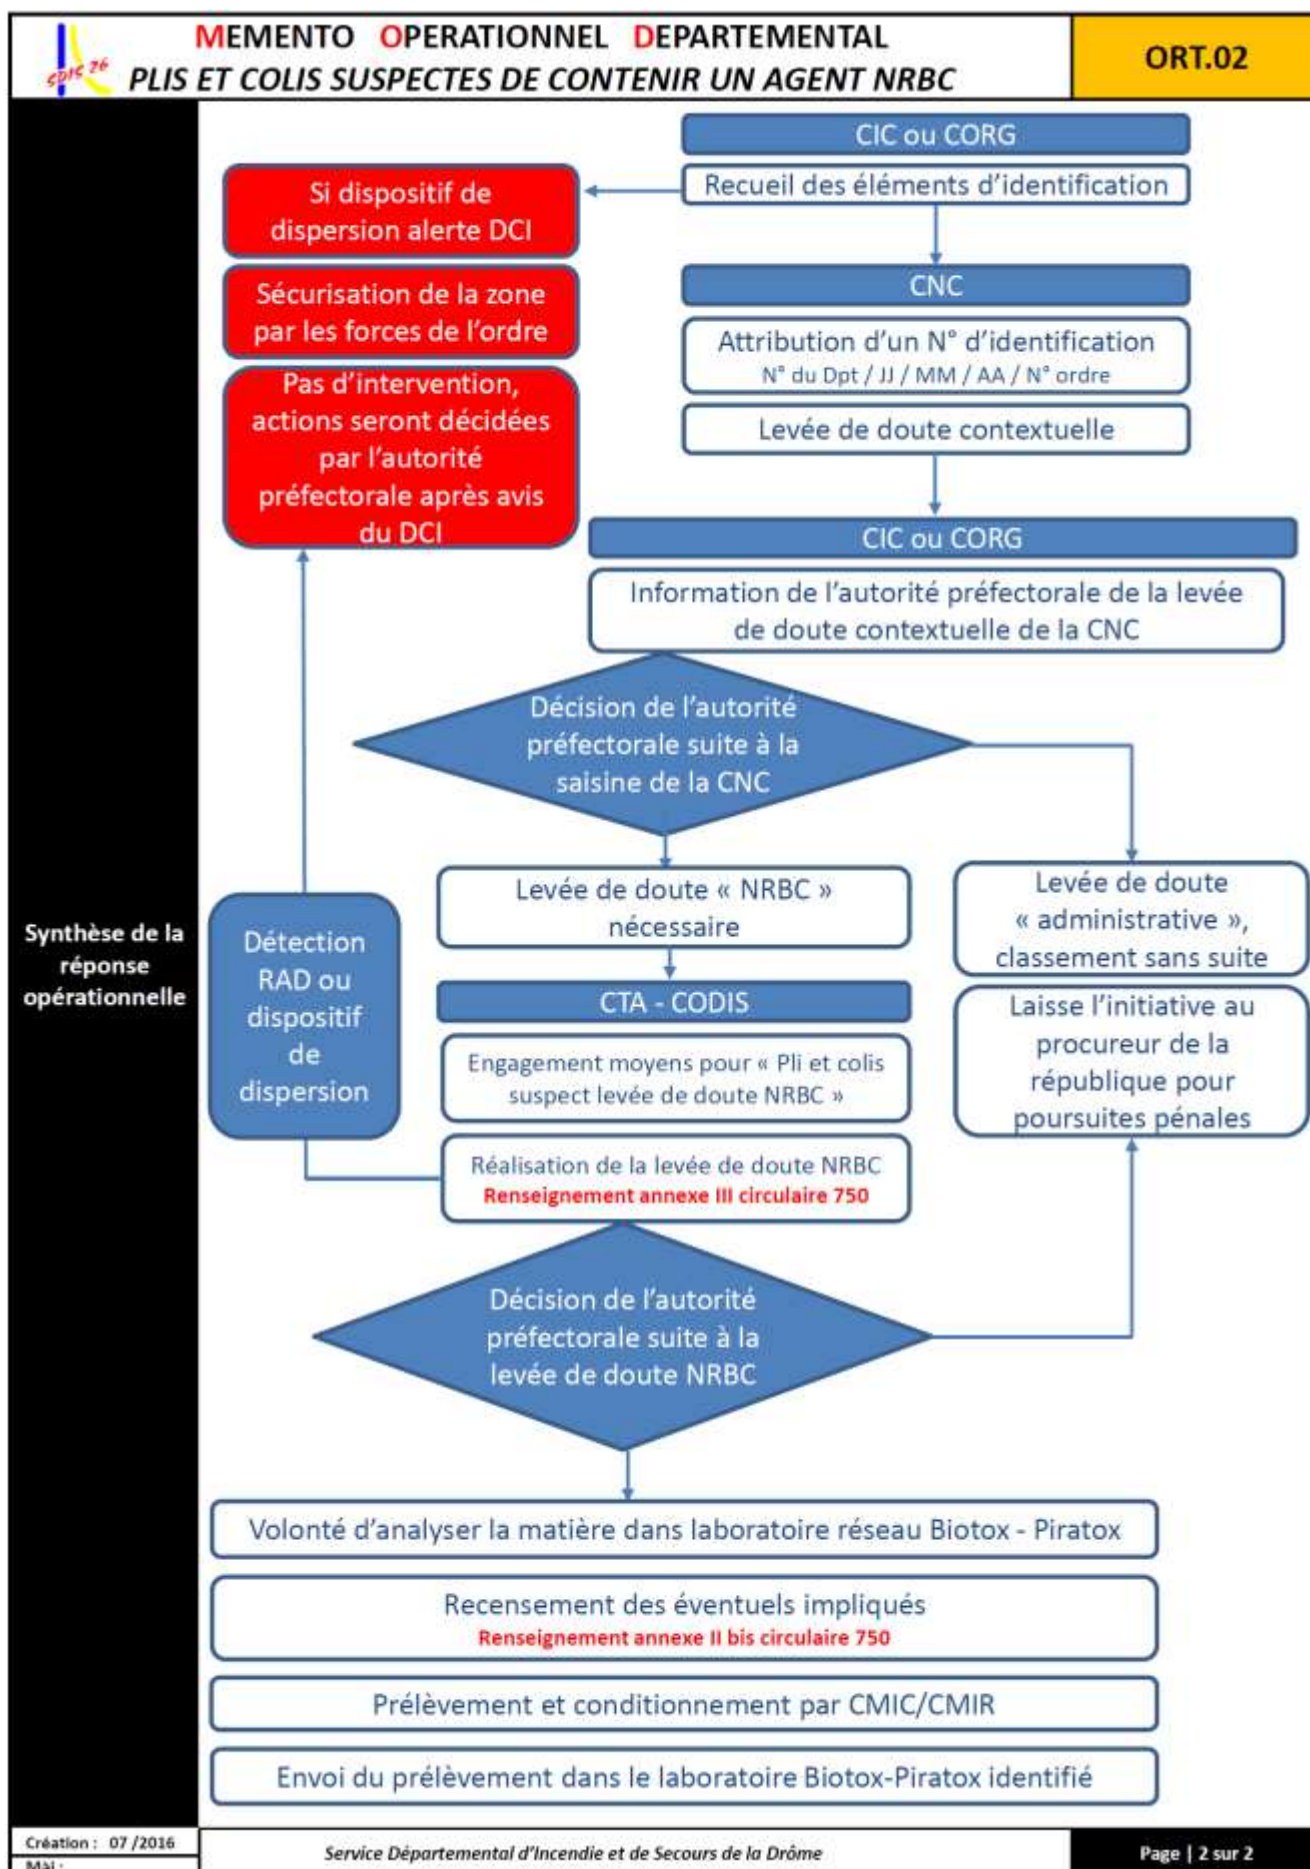 SDIS 26
MEMENTO OPERATIONNEL DEPARTEMENTAL
PLIS ET COLIS SUSPECTES DE CONTENIR UN AGENT NRBC
ORT.02
CIC ou CORG
Recueil des éléments d'identification
Si dispositif de
dispersion alerte DCI
Sécurisation de la zone
par les forces de l'ordre
Pas d'intervention,
actions seront décidées
par l'autorité
préfectorale après avis
du DCI
CNC
Attribution d'un N° d'identification
N° du Dpt / JJ / MM / AA / N° ordre
Levée de doute contextuelle
CIC ou CORG
Information de l'autorité préfectorale de la levée
de doute contextuelle de la CNC
Décision de l'autorité
préfectorale suite à la
saisine de la CNC
Levée de doute « NRBC »
nécessaire
Levée de doute
« administrative »,
classement sans suite
Laisse l'initiative au
procureur de la
république pour
poursuites pénales
Synthèse de la
réponse
opérationnelle
Détection
RAD ou
dispositif
de
dispersion
CTA - CODIS
Engagement moyens pour « Pli et colis
suspect levée de doute NRBC »
Réalisation de la levée de doute NRBC
Renseignement annexe III circulaire 750
Décision de l'autorité
préfectorale suite à la
levée de doute NRBC
Volonté d'analyser la matière dans laboratoire réseau Biotox - Piratox
Recensement des éventuels impliqués
Renseignement annexe II bis circulaire 750
Prélèvement et conditionnement par CMIC/CMIR
Envoi du prélèvement dans le laboratoire Biotox-Piratox identifié
Création : 07 /2016
MàJ :
Service Départemental d'Incendie et de Secours de la Drôme
Page | 2 sur 2